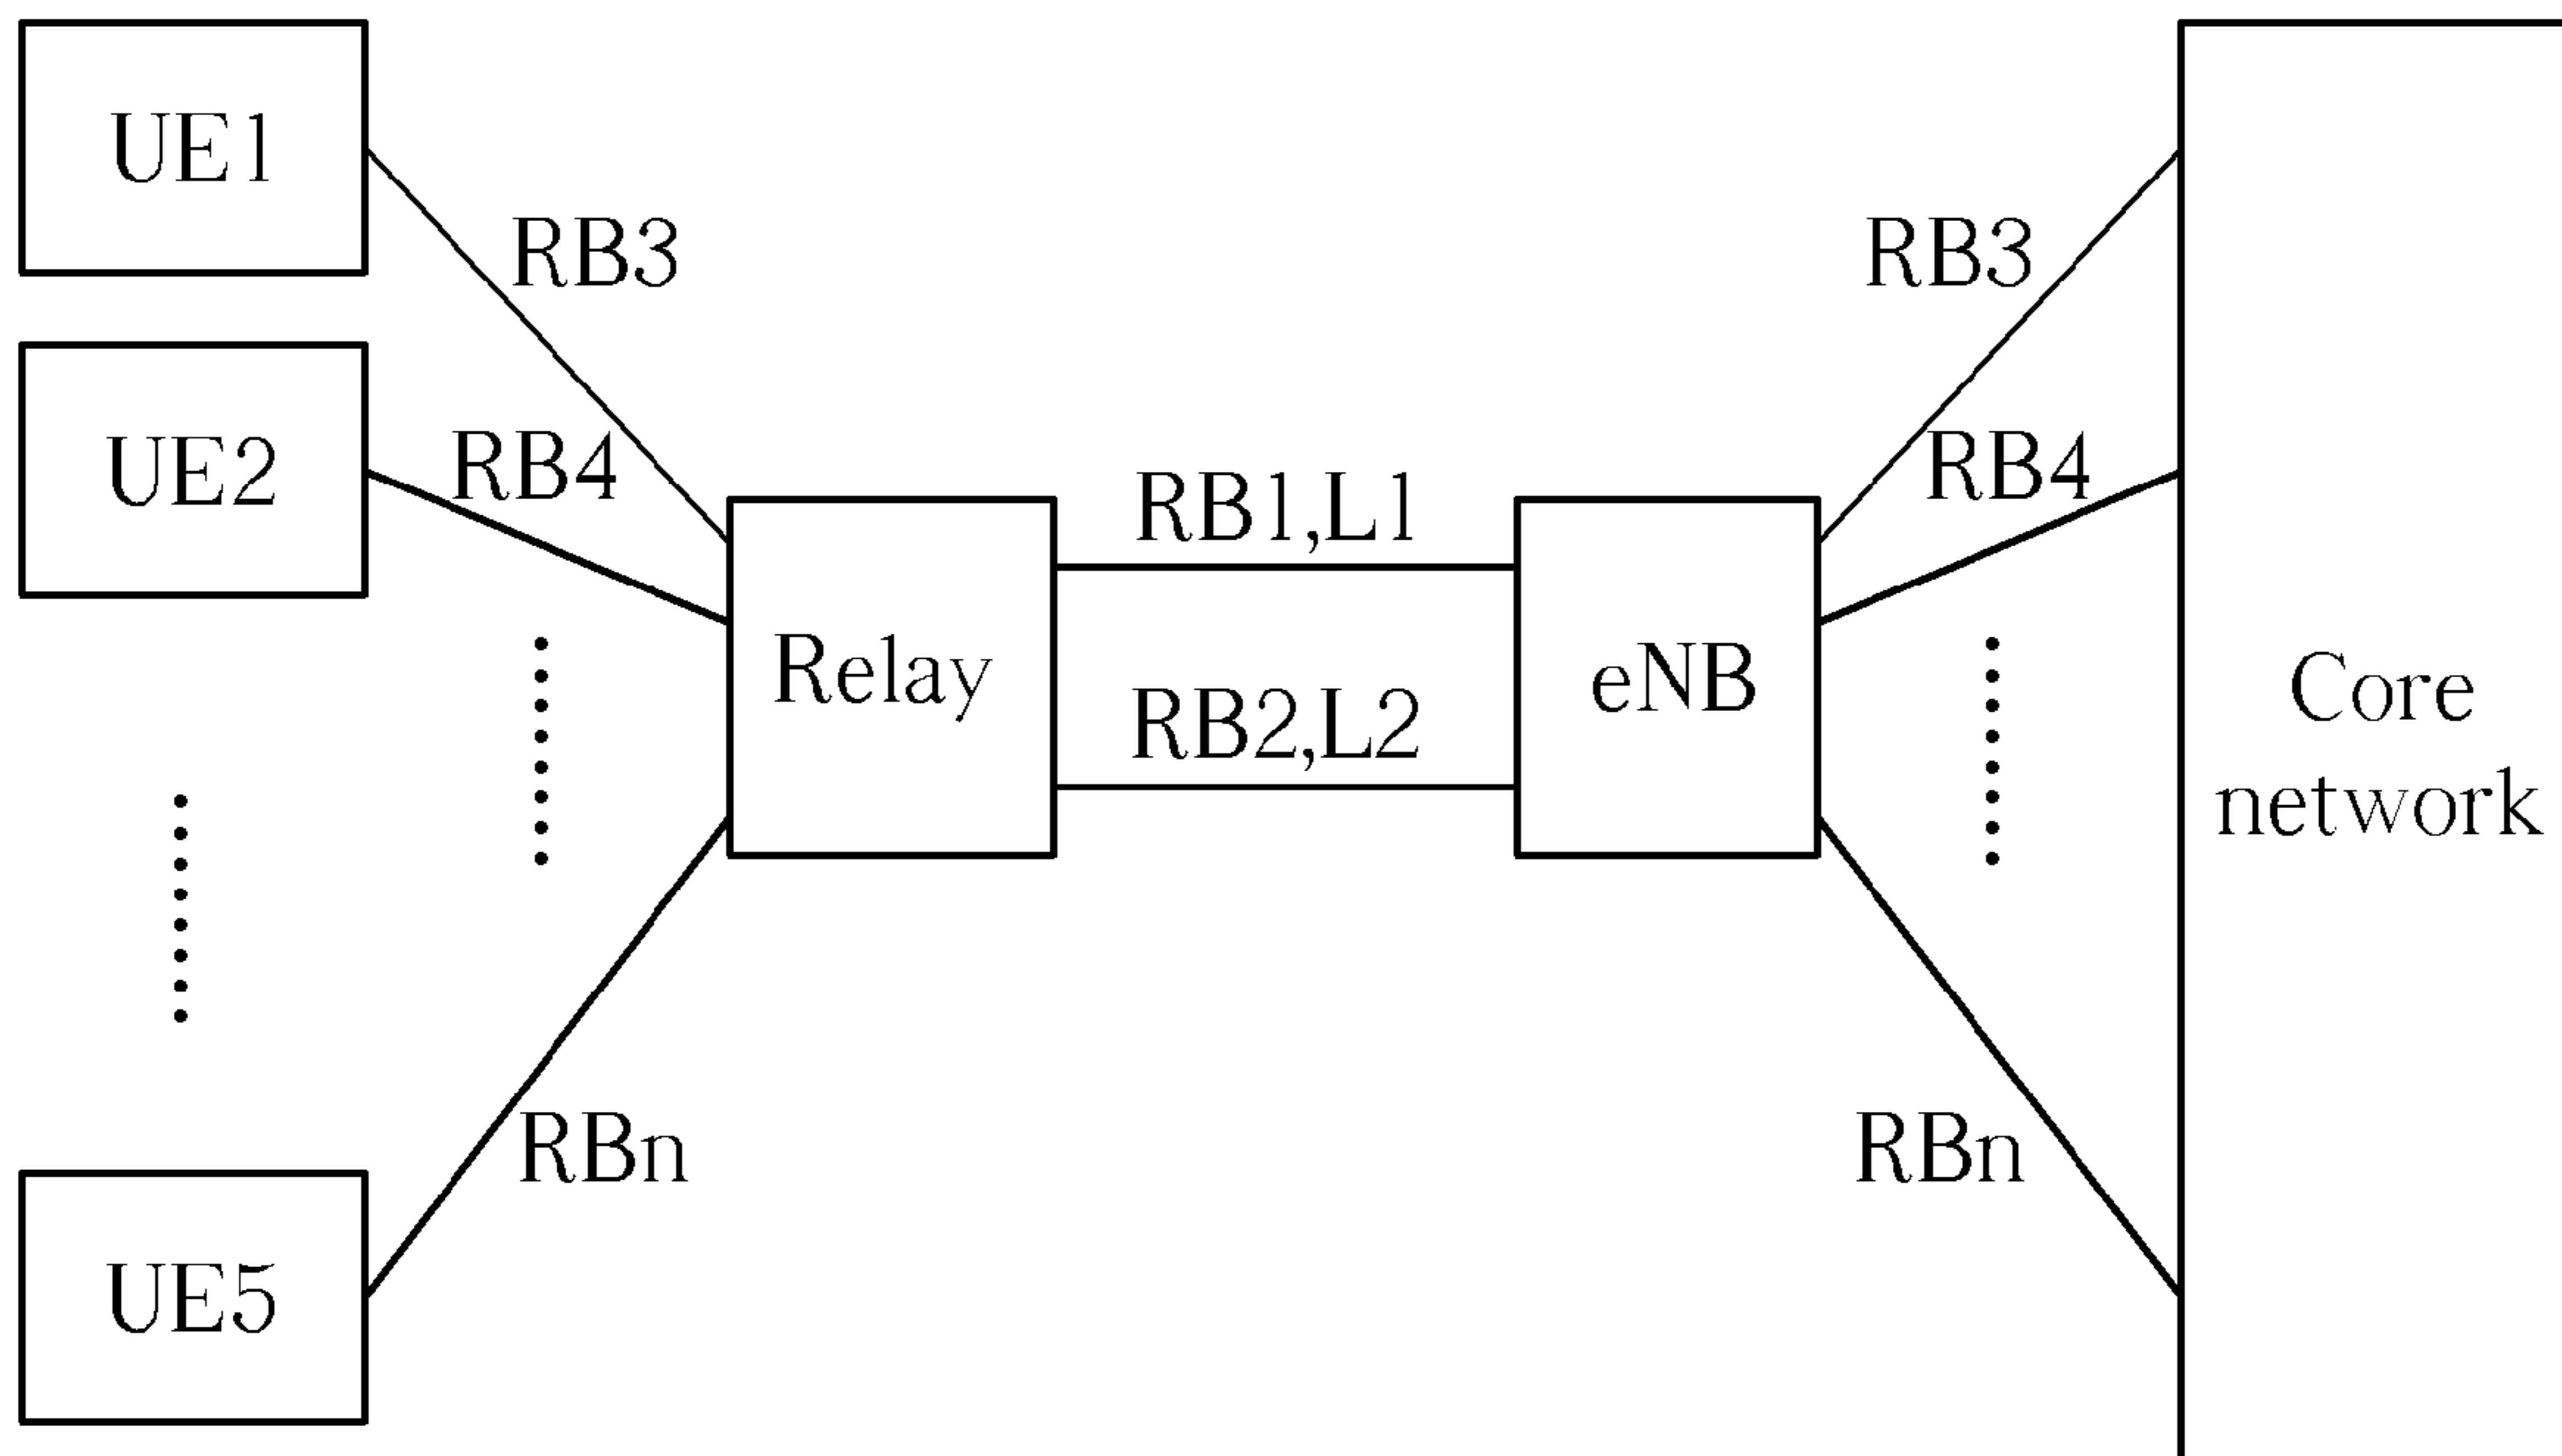 UE1
RB3
RB3
UE2
RB4
RB4
RB1,L1
Relay
eNB
RB2,L2
Core
network
RBn
RBn
UE5